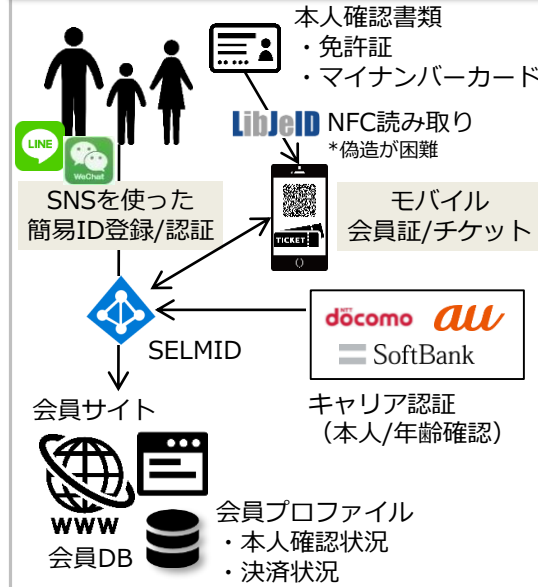 本人確認書類
・免許証
・マイナンバーカード
LibJeID NFC読み取り
*偽造が困難
LINE
WeChat
SNSを使った
簡易ID登録/認証
TICKET
モバイル
会員証/チケット
SELMID
NTT
döcomo au
SoftBank
会員サイト
キャリア認証
（本人/年齢確認）
www
会員DB
会員プロファイル
・本人確認状況
・決済状況